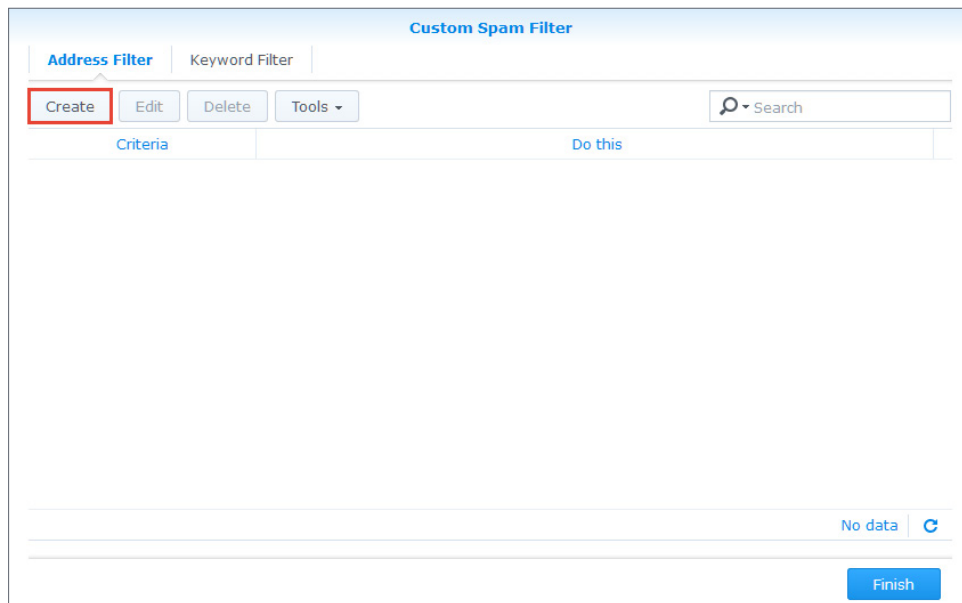 Custom Spam Filter
Address Filter Keyword Filter
Create Edit Delete Tools Search
Criteria Do this
No data
Finish